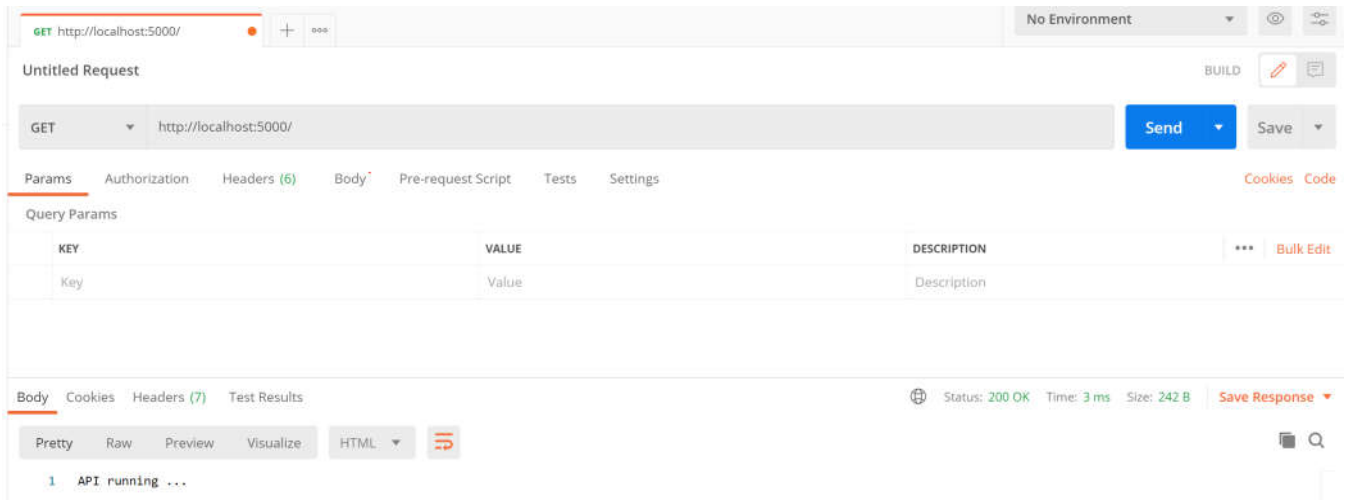 GET http://localhost:5000/
No Environment
Untitled Request
BUILD
GET http://localhost:5000/ Send Save
Params Authorization Headers (6) Body Pre-request Script Tests Settings Cookies Code
Query Params
KEY VALUE DESCRIPTION Bulk Edit
Key Value Description
Body Cookies Headers (7) Test Results Status: 200 OK Time: 3 ms Size: 242 B Save Response
Pretty Raw Preview Visualize HTML
1 API running ...